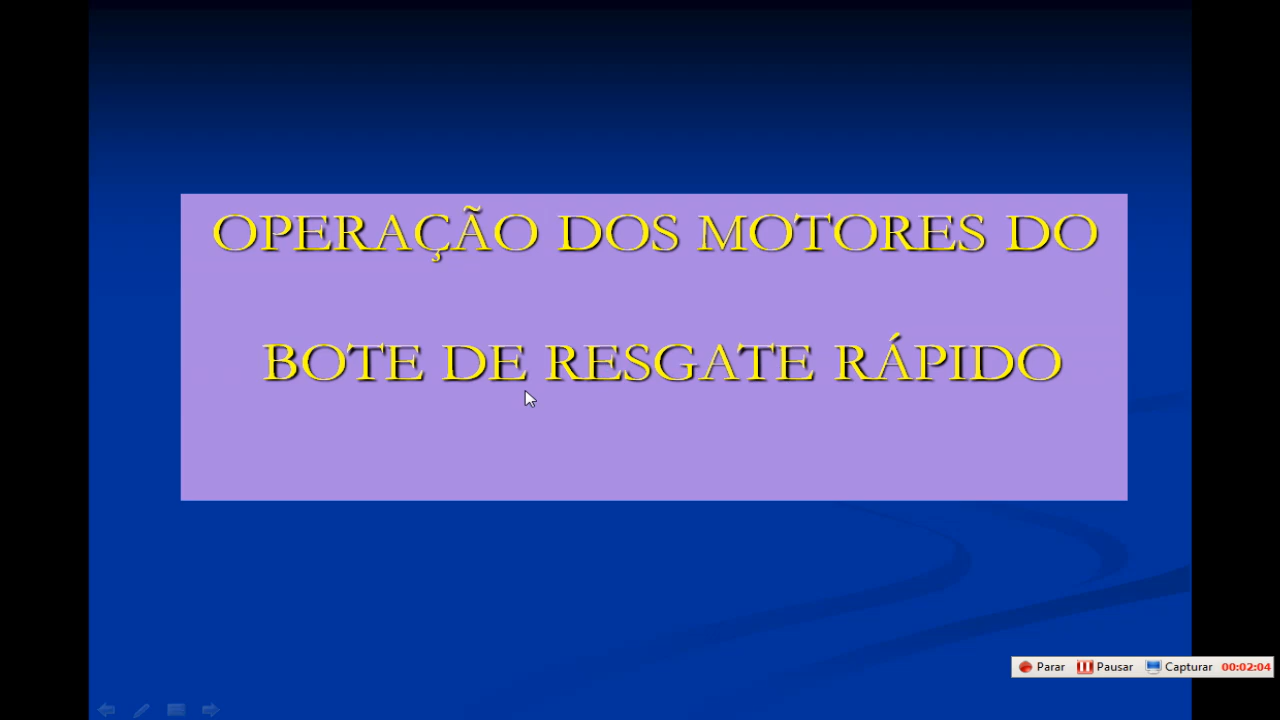 OPERAÇÃO DOS MOTORES DO
BOTE DE RESGATE RÁPIDO
Parar Pausar Capturar 00:02:04